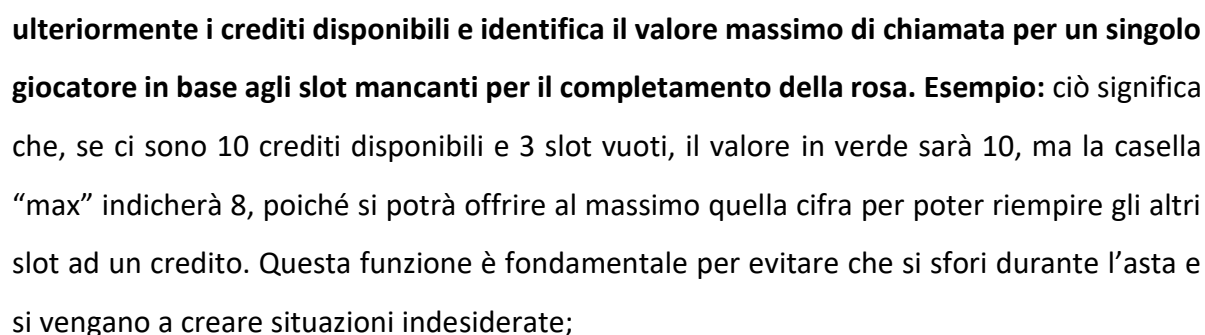 ulteriormente i crediti disponibili e identifica il valore massimo di chiamata per un singolo
giocatore in base agli slot mancanti per il completamento della rosa. Esempio: ciò significa
che, se ci sono 10 crediti disponibili e 3 slot vuoti, il valore in verde sarà 10, ma la casella
“max” indicherà 8, poiché si potrà offrire al massimo quella cifra per poter riempire gli altri
slot ad un credito. Questa funzione è fondamentale per evitare che si sfori durante l’asta e
si vengano a creare situazioni indesiderate;